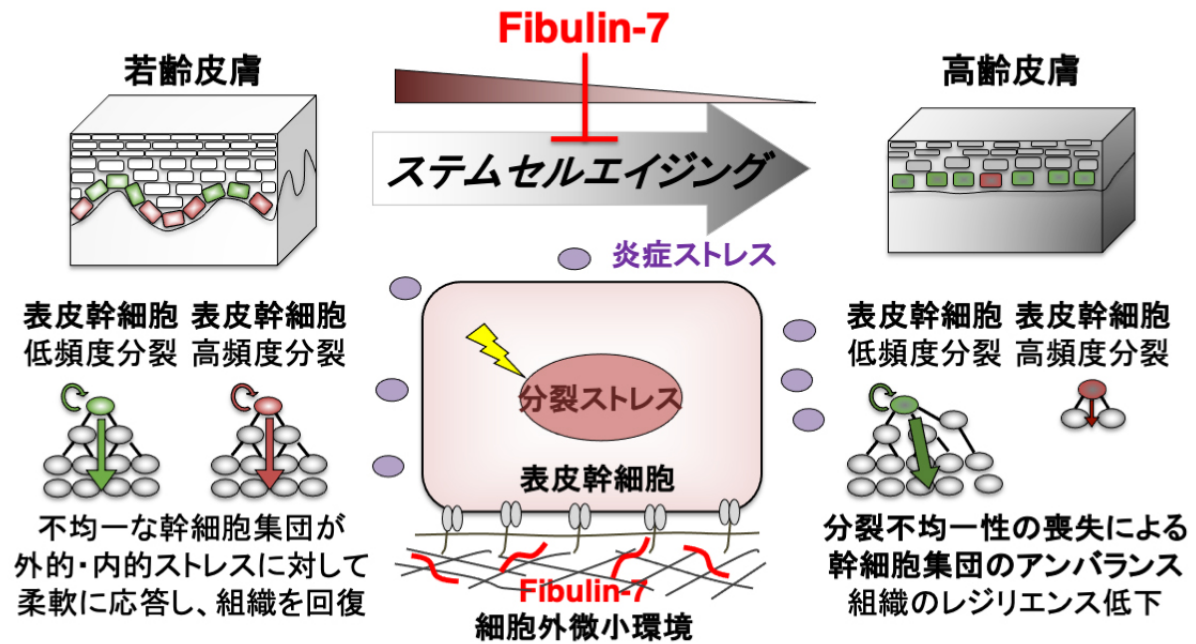 Fibulin-7
若齢皮膚
高齢皮膚
ステムセルエイジング
炎症ストレス
表皮幹細胞 表皮幹細胞
低頻度分裂 高頻度分裂
分裂ストレス
表皮幹細胞
表皮幹細胞 表皮幹細胞
低頻度分裂 高頻度分裂
不均一な幹細胞集団が
外的・内的ストレスに対して
柔軟に応答し、組織を回復
Fibulin-7
細胞外微小環境
分裂不均一性の喪失による
幹細胞集団のアンバランス
組織のレジリエンス低下